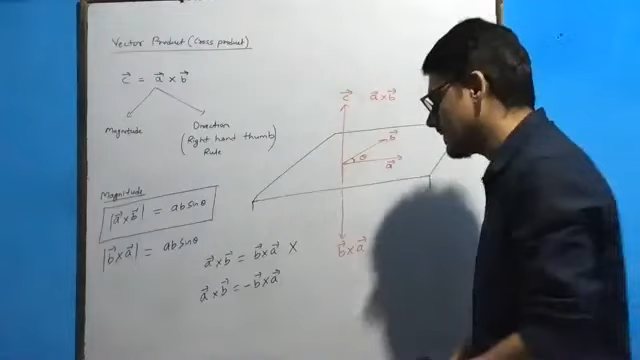 Vector Product (Cross product)
c⃗ = a⃗ × b⃗
Magnitude
Direction
(Right hand thumb
Rule)
Magnitude
|a⃗×b⃗| = ab sinθ
|b⃗×a⃗| = ab sinθ
a⃗×b⃗ = b⃗×a⃗ ×
a⃗×b⃗ = -b⃗×a⃗
c⃗ a⃗×b⃗
b⃗
θ
a⃗
b⃗×a⃗